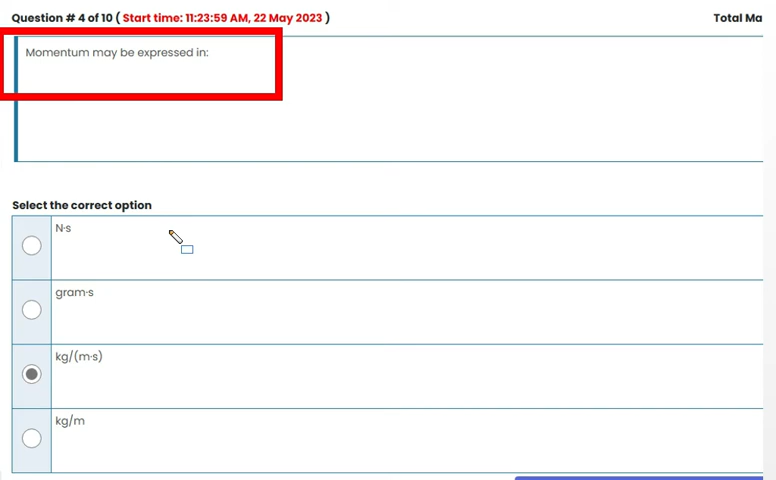 Question # 4 of 10 ( Start time: 11:23:59 AM, 22 May 2023 ) Total Ma
Momentum may be expressed in:
Select the correct option
N·s
gram·s
kg/(m·s)
kg/m